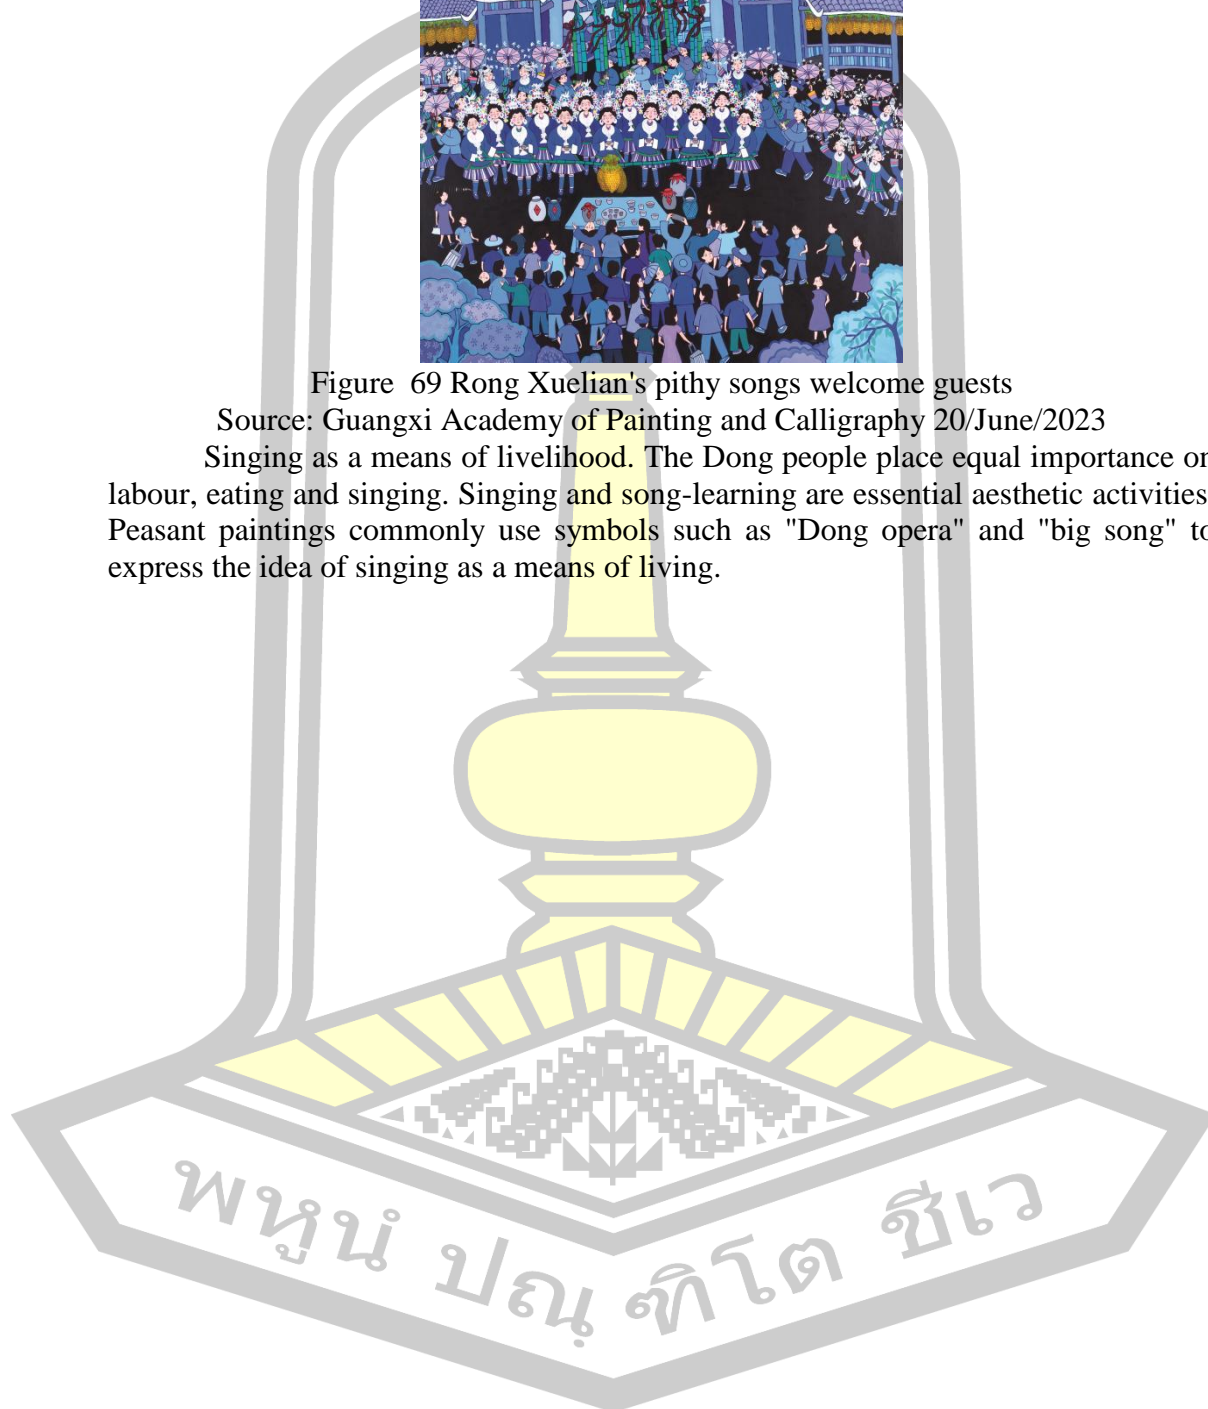 Figure 69 Rong Xuelian's pithy songs welcome guests
Source: Guangxi Academy of Painting and Calligraphy 20/June/2023
Singing as a means of livelihood. The Dong people place equal importance on
labour, eating and singing. Singing and song-learning are essential aesthetic activities
Peasant paintings commonly use symbols such as "Dong opera" and "big song" to
express the idea of singing as a means of living.
พหูนํ ปณฺฑิโต ชีเว